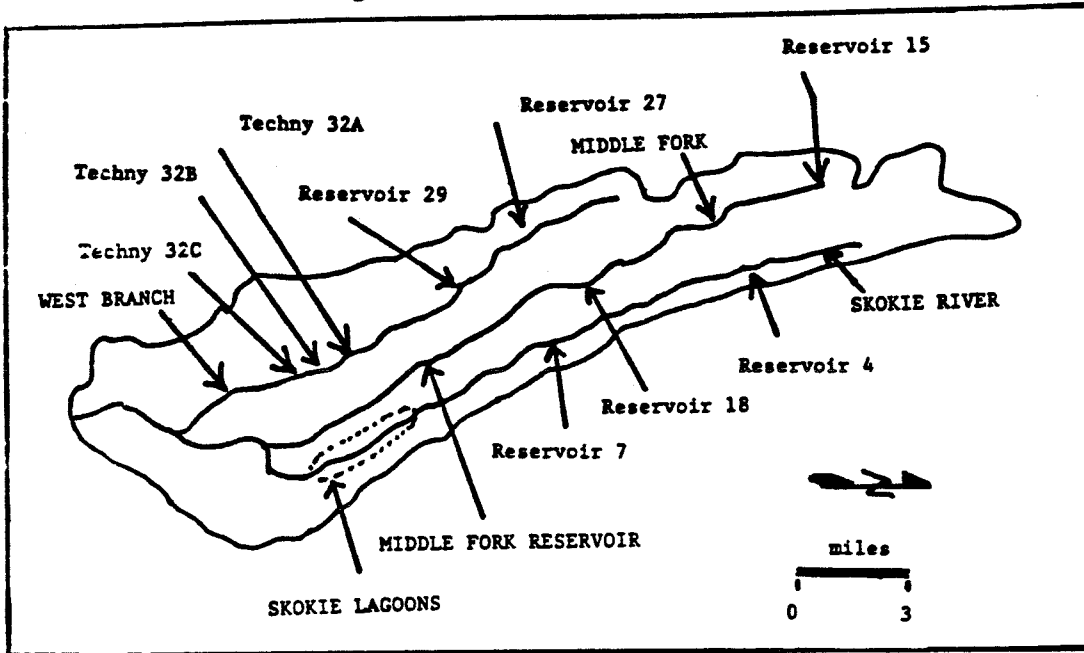 Reservoir 15
Reservoir 27
Techny 32A
MIDDLE FORK
Techny 32B
Reservoir 29
Techny 32C
WEST BRANCH
SKOKIE RIVER
Reservoir 4
Reservoir 18
Reservoir 7
MIDDLE FORK RESERVOIR
SKOKIE LAGOONS
miles
0 3